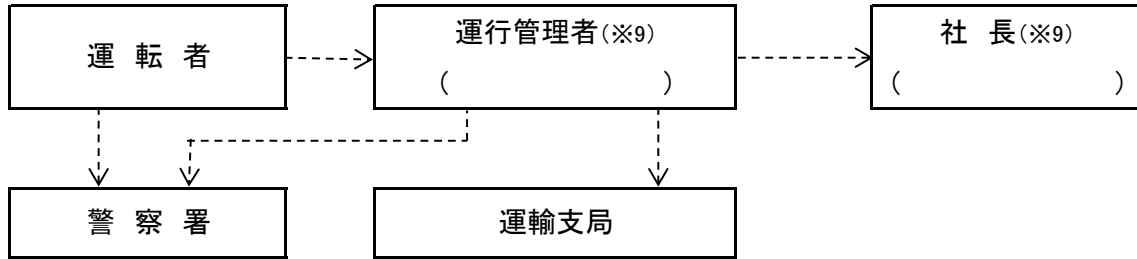 運 転 者
運行管理者(※9)
(　　　　　　　)
社 長(※9)
(　　　　　　　)
警 察 署
運輸支局